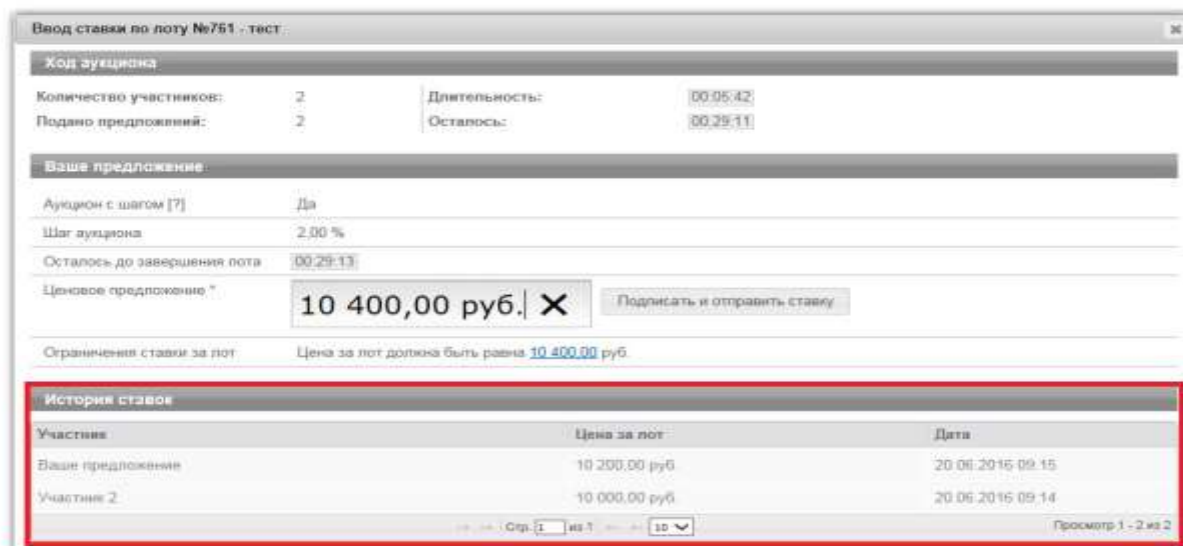 Ввод ставки по лоту №761 - тест
Ход аукциона
Количество участников: 2 Длительность: 00:05:42
Подано предложений: 2 Осталось: 00:29:11
Ваше предложение
Аукцион с шагом [?] Да
Шаг аукциона 2,00 %
Осталось до завершения лота 00:29:13
Ценовое предложение * 10 400,00 руб. Подписать и отправить ставку
Ограничения ставки за лот Цена за лот должна быть равна 10 400,00 руб.
История ставок
Участник Цена за лот Дата
Ваше предложение 10 200,00 руб. 20.06.2016 09:15
Участник 2 10 000,00 руб. 20.06.2016 09:14
Стр. 1 из 1 10 Просмотр 1 - 2 из 2